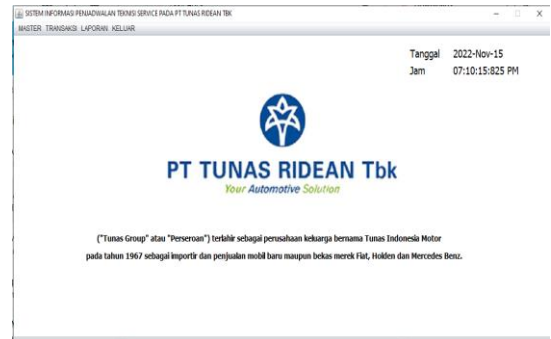 SISTEM INFORMASI PENJADWALAN TEKNISI SERVICE PADA PT TUNAS RIDEAN TBK
MASTER TRANSAKSI LAPORAN KELUAR
Tanggal 2022-Nov-15
Jam 07:10:15:825 PM
PT TUNAS RIDEAN Tbk
Your Automotive Solution
("Tunas Group" atau "Perseroan") terlahir sebagai perusahaan keluarga bernama Tunas Indonesia Motor
pada tahun 1967 sebagai importir dan penjualan mobil baru maupun bekas merek Fiat, Holden dan Mercedes Benz.